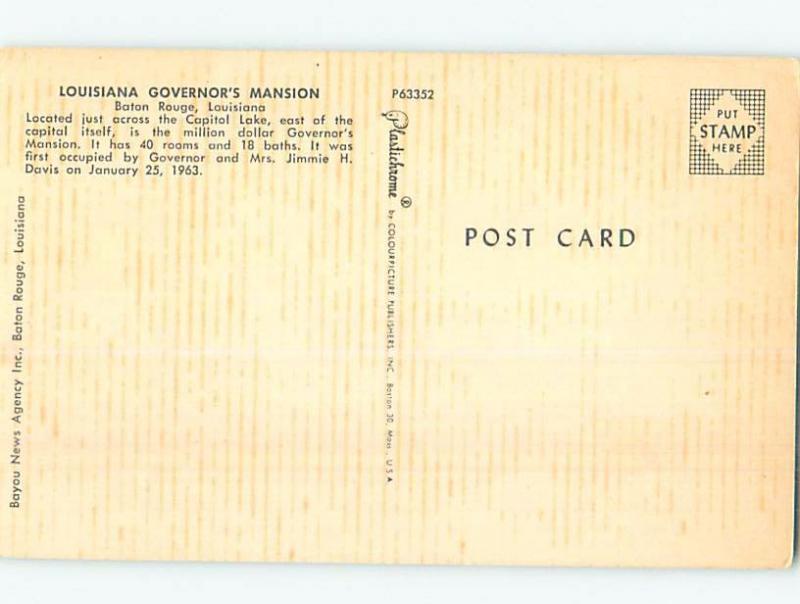 LOUISIANA GOVERNOR'S MANSION
Baton Rouge, Louisiana
Located just across the Capitol Lake, east of the
capital itself, is the million dollar Governor's
Mansion. It has 40 rooms and 18 baths. It was
first occupied by Governor and Mrs. Jimmie H.
Davis on January 25, 1963.
Bayou News Agency Inc., Baton Rouge, Louisiana
P63352
Plastichrome ® by COLOURPICTURE PUBLISHERS, INC., Boston 30, Mass., U.S.A
PUT
STAMP
HERE
POST CARD